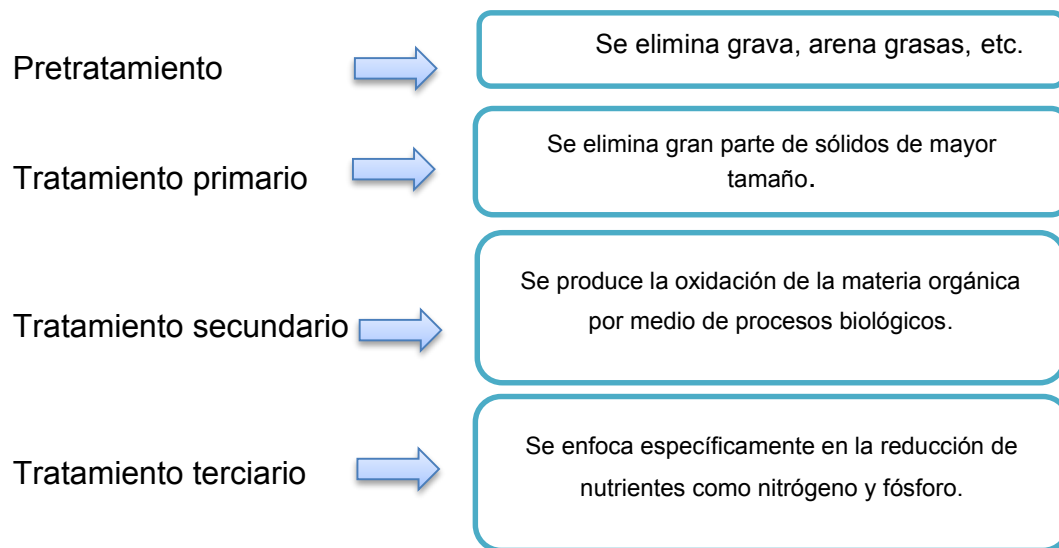 Pretratamiento
Se elimina grava, arena grasas, etc.
Tratamiento primario
Se elimina gran parte de sólidos de mayor
tamaño.
Tratamiento secundario
Se produce la oxidación de la materia orgánica
por medio de procesos biológicos.
Tratamiento terciario
Se enfoca específicamente en la reducción de
nutrientes como nitrógeno y fósforo.